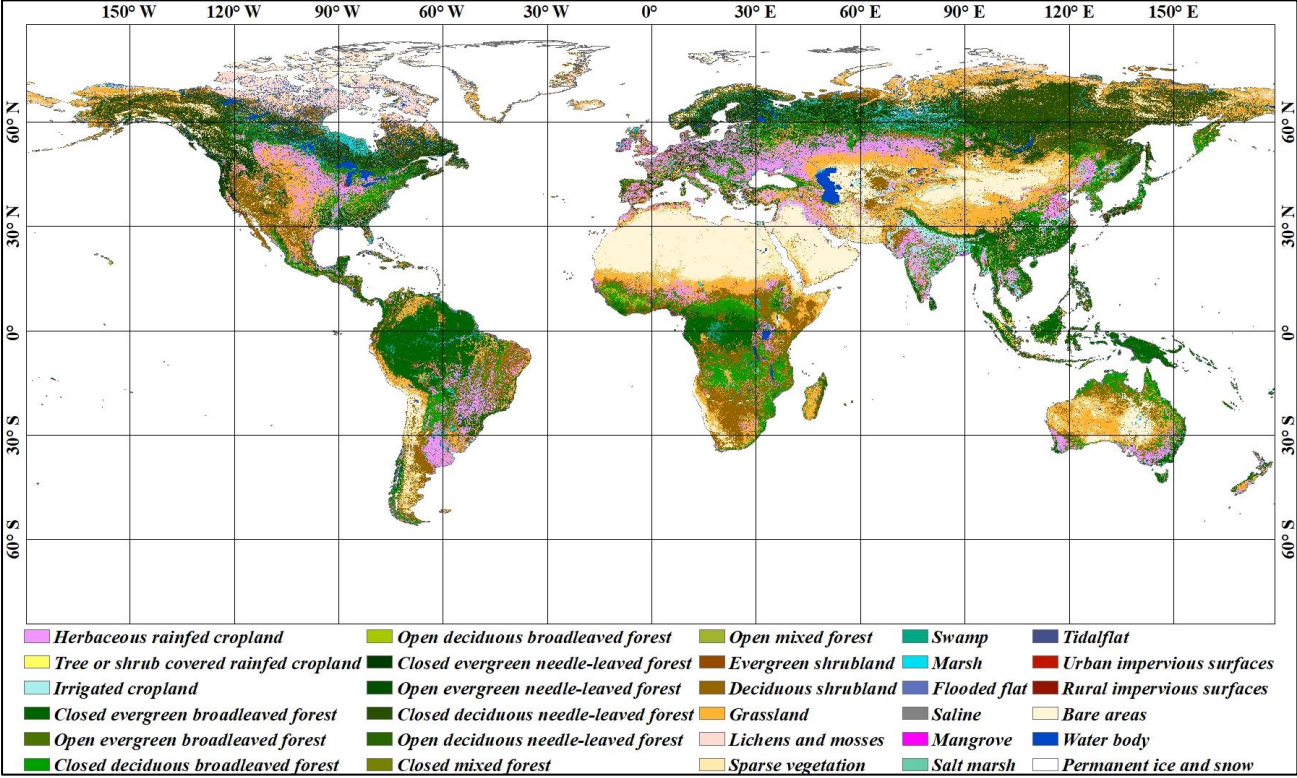 150° W 120° W 90° W 60° W 30° W 0° 30° E 60° E 90° E 120° E 150° E
60° N 60° N
30° N 30° N
0° 0°
30° S 30° S
60° S 60° S
Herbaceous rainfed cropland Open deciduous broadleaved forest Open mixed forest Swamp Tidalflat
Tree or shrub covered rainfed cropland Closed evergreen needle-leaved forest Evergreen shrubland Marsh Urban impervious surfaces
Irrigated cropland Open evergreen needle-leaved forest Deciduous shrubland Flooded flat Rural impervious surfaces
Closed evergreen broadleaved forest Closed deciduous needle-leaved forest Grassland Saline Bare areas
Open evergreen broadleaved forest Open deciduous needle-leaved forest Lichens and mosses Mangrove Water body
Closed deciduous broadleaved forest Closed mixed forest Sparse vegetation Salt marsh Permanent ice and snow